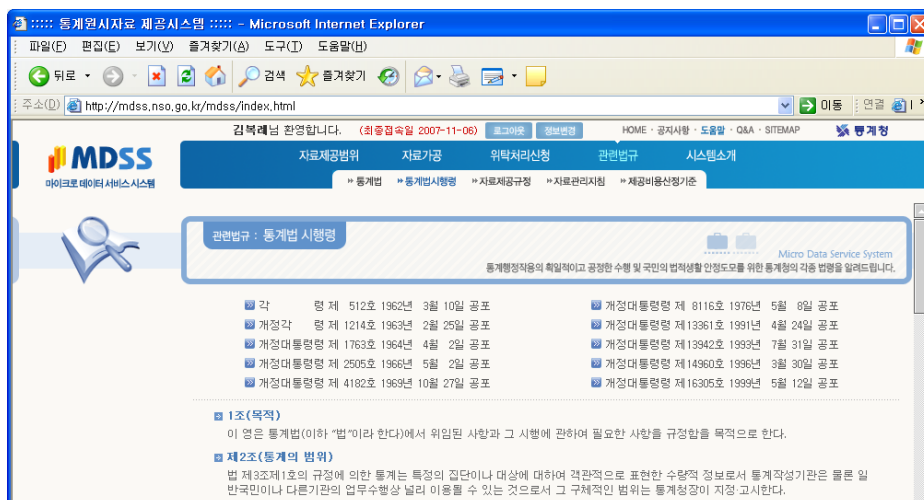 ::::: 통계원시자료 제공시스템 ::::: - Microsoft Internet Explorer
파일(F) 편집(E) 보기(V) 즐겨찾기(A) 도구(T) 도움말(H)
뒤로 검색 즐겨찾기
주소(D) http://mdss.nso.go.kr/mdss/index.html 이동 연결
김복래님 환영합니다. (최종접속일 2007-11-06) 로그아웃 정보변경 HOME · 공지사항 · 도움말 · Q&A · SITEMAP 통계청
MDSS
마이크로 데이터 서비스 시스템
자료제공범위 자료가공 위탁처리신청 관련법규 시스템소개
» 통계법 » 통계법시행령 » 자료제공규정 » 자료관리지침 » 제공비용산정기준
관련법규 : 통계법 시행령
Micro Data Service System
통계행정작용의 획일적이고 공정한 수행 및 국민의 법적생활 안정도모를 위한 통계청의 각종 법령을 알려드립니다.
각 령 제 512호 1962년 3월 10일 공포 개정대통령령 제 8116호 1976년 5월 8일 공포
개정각 령 제 1214호 1963년 2월 25일 공포 개정대통령령 제13361호 1991년 4월 24일 공포
개정대통령령 제 1763호 1964년 4월 2일 공포 개정대통령령 제13942호 1993년 7월 31일 공포
개정대통령령 제 2505호 1966년 5월 2일 공포 개정대통령령 제14960호 1996년 3월 30일 공포
개정대통령령 제 4182호 1969년 10월 27일 공포 개정대통령령 제16305호 1999년 5월 12일 공포
1조(목적)
이 영은 통계법(이하 "법"이라 한다)에서 위임된 사항과 그 시행에 관하여 필요한 사항을 규정함을 목적으로 한다.
제2조(통계의 범위)
법 제3조제1호의 규정에 의한 통계는 특정의 집단이나 대상에 대하여 객관적으로 표현한 수량적 정보로서 통계작성기관은 물론 일
반국민이나 다른기관의 업무수행상 널리 이용될 수 있는 것으로서 그 구체적인 범위는 통계청장이 지정·고시한다.